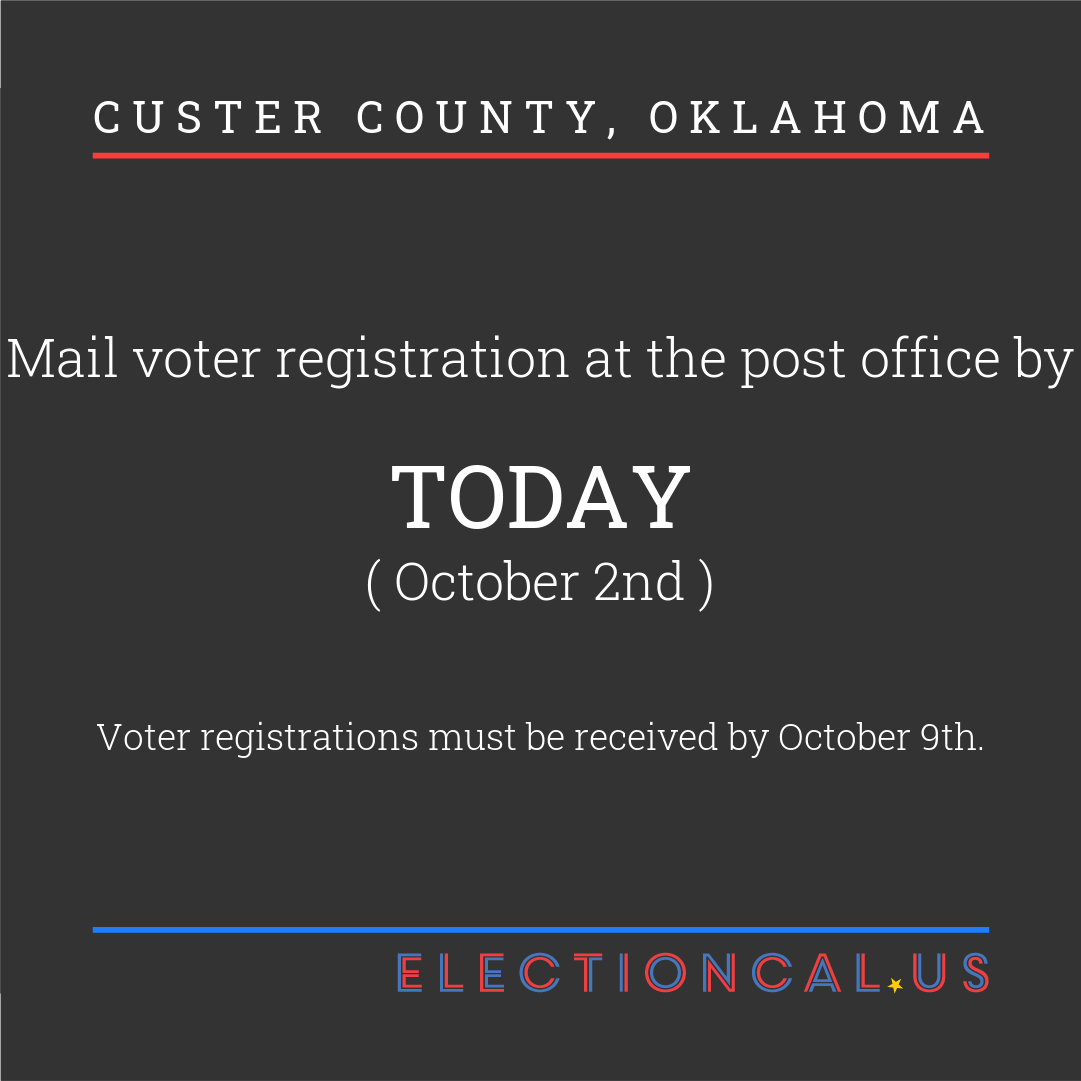 CUSTER COUNTY, OKLAHOMA
Mail voter registration at the post office by
TODAY
( October 2nd )
Voter registrations must be received by October 9th.
ELECTIONCAL.US